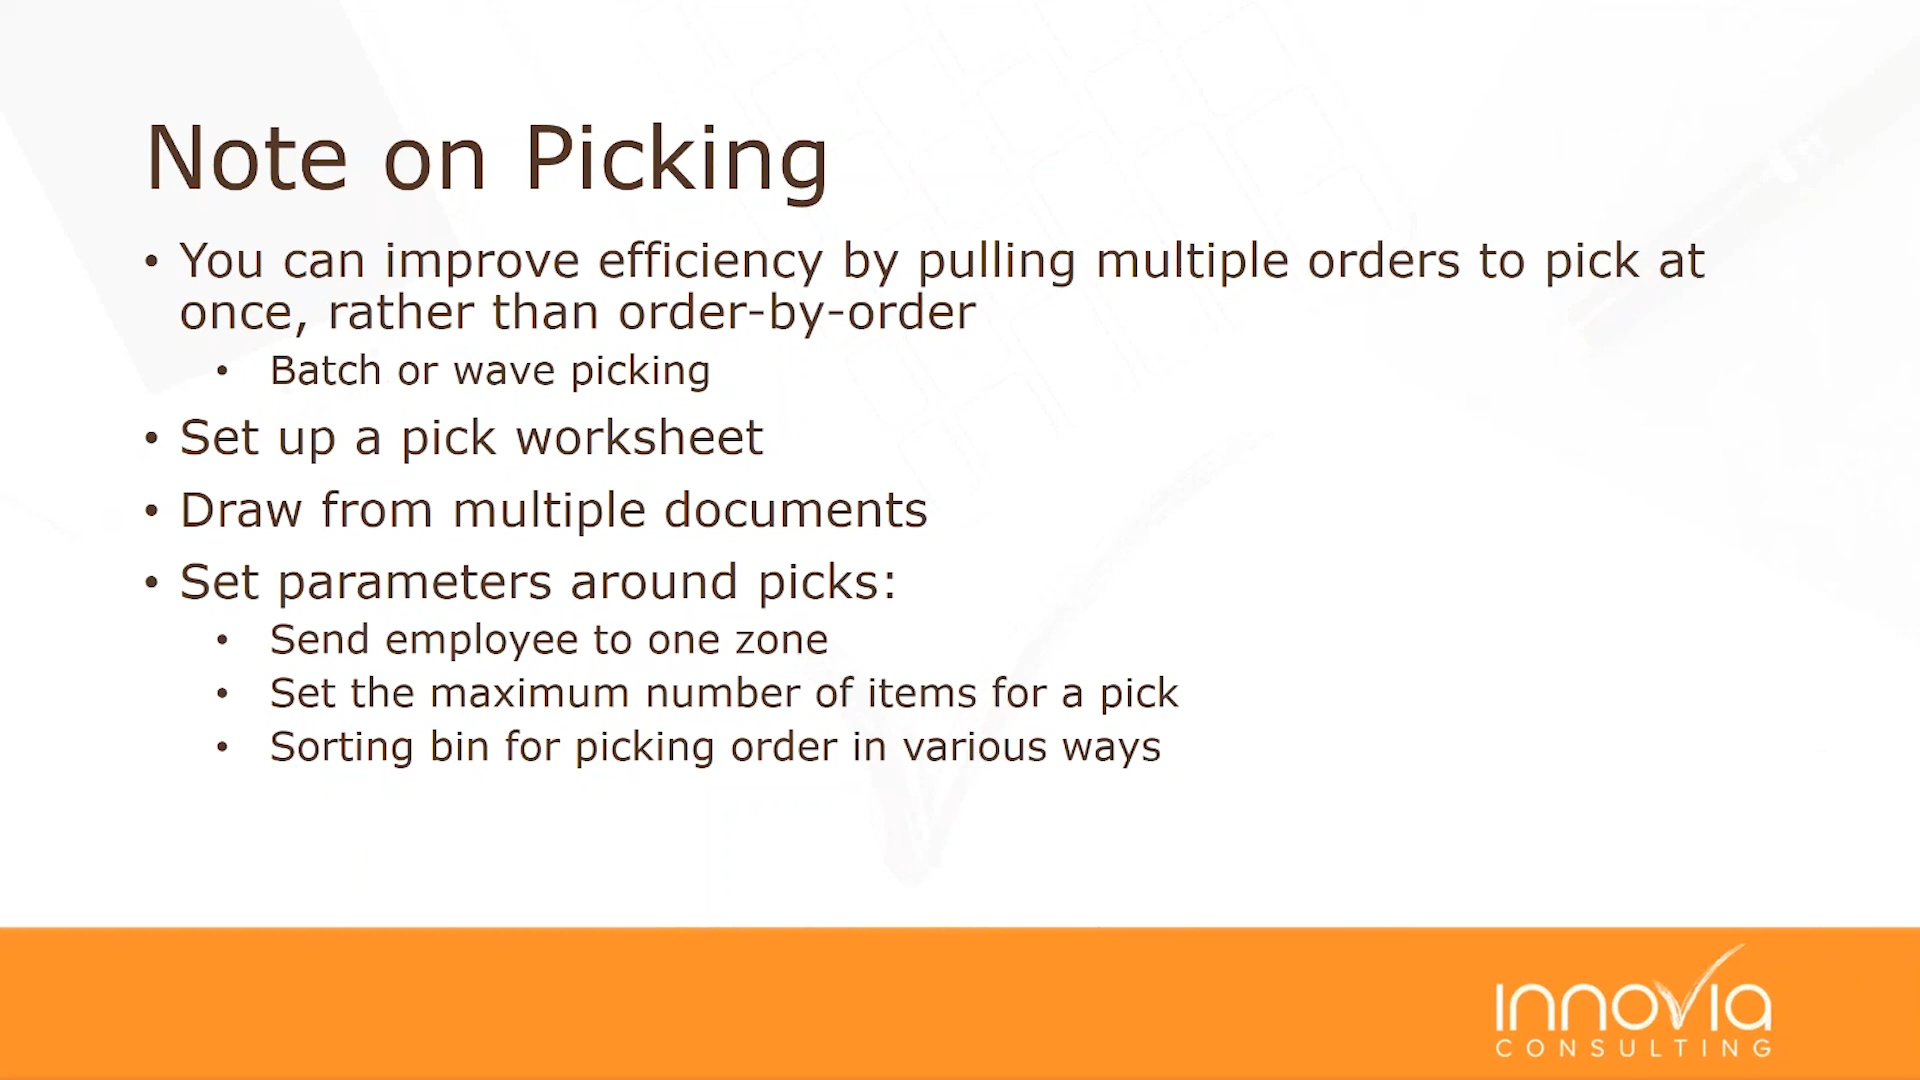 Note on Picking
• You can improve efficiency by pulling multiple orders to pick at
once, rather than order-by-order
• Batch or wave picking
• Set up a pick worksheet
• Draw from multiple documents
• Set parameters around picks:
• Send employee to one zone
• Set the maximum number of items for a pick
• Sorting bin for picking order in various ways
innovia
CONSULTING